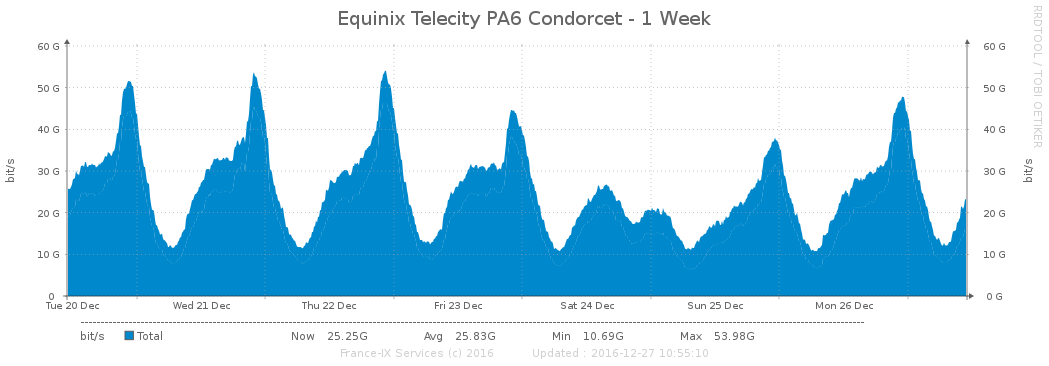 Equinix Telecity PA6 Condorcet - 1 Week
RRDTOOL / TOBI OETIKER
60 G 60 G
50 G 50 G
40 G 40 G
30 G 30 G
20 G 20 G
10 G 10 G
0 0 G
bit/s bit/s
Tue 20 Dec Wed 21 Dec Thu 22 Dec Fri 23 Dec Sat 24 Dec Sun 25 Dec Mon 26 Dec
bit/s Total Now 25.25G Avg 25.83G Min 10.69G Max 53.98G
France-IX Services (c) 2016 Updated : 2016-12-27 10:55:10